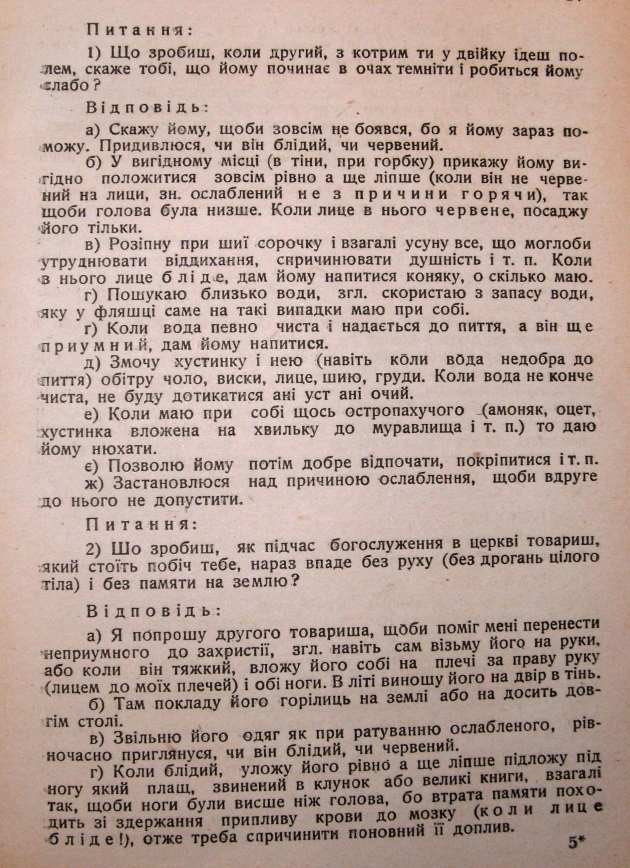 Питання:
1) Що зробиш, коли другий, з котрим ти у двійку ідеш по-
лем, скаже тобі, що йому починає в очах темніти і робиться йому
слабо?
Відповідь:
а) Скажу йому, щоби зовсім не боявся, бо я йому зараз по-
можу. Придивлюся, чи він блідий, чи червений.
б) У вигідному місці (в тіни, при горбку) прикажу йому ви-
гідно положитися зовсім рівно а ще ліпше (коли він не черве-
ний на лици, зн. ослаблений не з причини горячи), так
щоби голова була низше. Коли лице в нього червене, посаджу
його тільки.
в) Розіпну при шиї сорочку і взагалі усуну все, що моглоби
утруднювати віддихання, спричинювати душність і т. п. Коли
з нього лице бліде, дам йому напитися коняку, о скілько маю.
г) Пошукаю близько води, згл. скористаю з запасу води,
яку у фляшці саме на такі випадки маю при собі.
ґ) Коли вода певно чиста і надається до пиття, а він ще
приумний, дам йому напитися.
д) Змочу хустинку і нею (навіть коли вода недобра до
пиття) обітру чоло, виски, лице, шию, груди. Коли вода не конче
чиста, не буду дотикатися ані уст ані очий.
е) Коли маю при собі щось остропахучого (амоняк, оцет,
хустинка вложена на хвильку до муравлища і т. п.) то даю
йому нюхати.
є) Позволю йому потім добре відпочати, покріпитися і т. п.
ж) Застановлюся над причиною ослаблення, щоби вдруге
до нього не допустити.
Питання:
2) Шо зробиш, як підчас богослуження в церкві товариш,
який стоїть побіч тебе, нараз впаде без руху (без дрогань цілого
тіла) і без памяти на землю?
Відповідь:
а) Я попрошу другого товариша, щоби поміг мені перенести
неприумного до захристії, згл. навіть сам візьму його на руки,
або коли він тяжкий, вложу його собі на плечі за праву руку
(лицем до моїх плечей) і обі ноги. В літі виношу його на двір в тінь.
б) Там покладу його горілиць на землі або на досить дов-
гім столі.
в) Звільню його одяг як при ратуванню ослабленого, рів-
ночасно приглянуся, чи він блідий, чи червений.
г) Коли блідий, уложу його рівно а ще ліпше підложу під
ногу який плащ, звинений в клунок або великі книги, взагалі
так, щоби ноги були висше ніж голова, бо втрата памяти похо-
дить зі здержання припливу крови до мозку (коли лице
бліде!), отже треба спричинити поновний її доплив.
5*